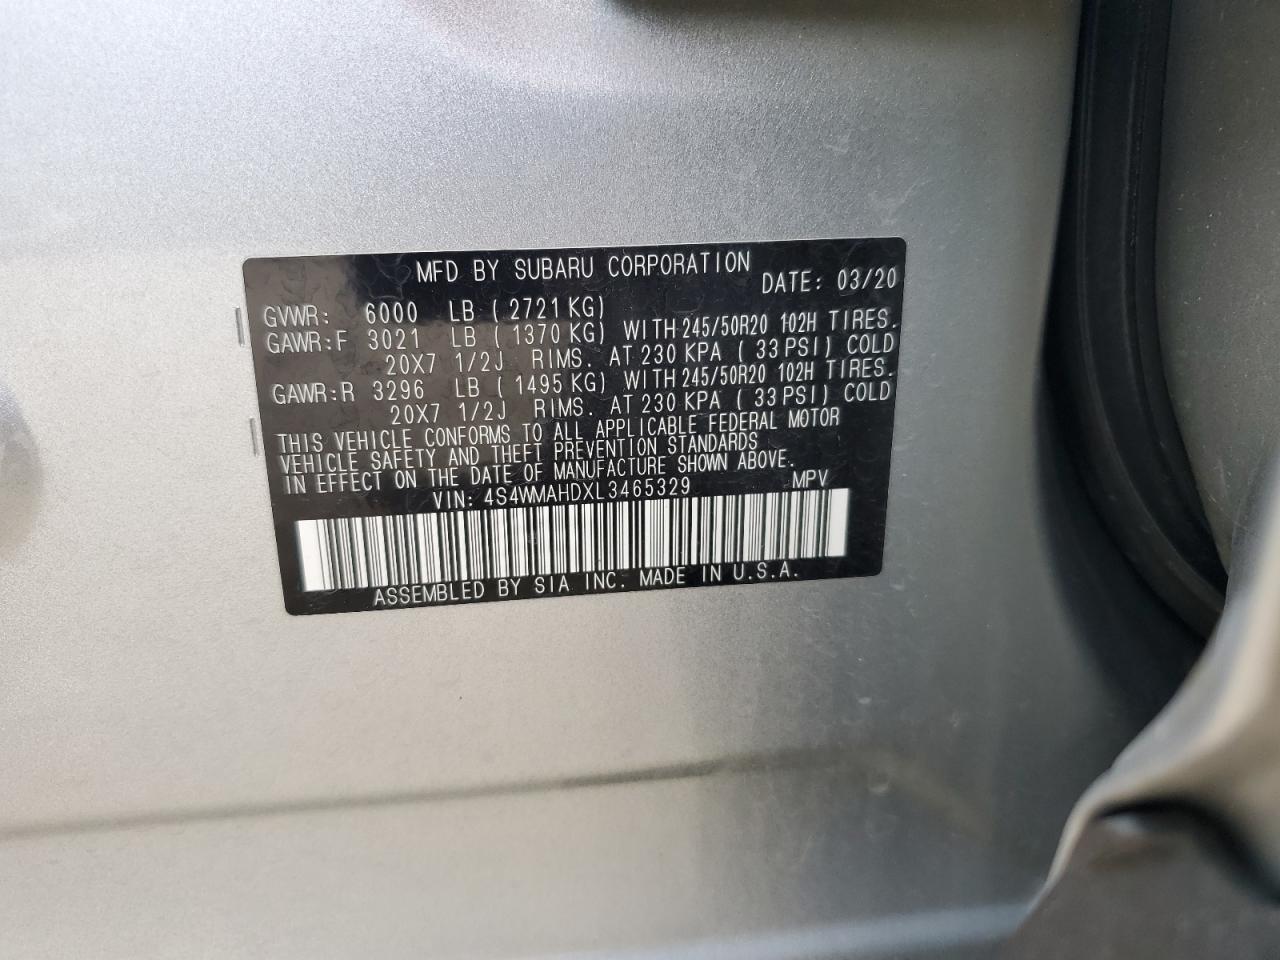 MFD BY SUBARU CORPORATION DATE: 03/20
GVWR: 6000 LB ( 2721 KG)
GAWR:F 3021 LB ( 1370 KG) WITH 245/50R20 102H TIRES.
20X7 1/2J RIMS. AT 230 KPA ( 33 PSI) COLD
GAWR:R 3296 LB ( 1495 KG) WITH 245/50R20 102H TIRES.
20X7 1/2J RIMS. AT 230 KPA ( 33 PSI) COLD
THIS VEHICLE CONFORMS TO ALL APPLICABLE FEDERAL MOTOR
VEHICLE SAFETY AND THEFT PREVENTION STANDARDS
IN EFFECT ON THE DATE OF MANUFACTURE SHOWN ABOVE.
VIN: 4S4WMAHDXL3465329 MPV
ASSEMBLED BY SIA INC. MADE IN U.S.A.